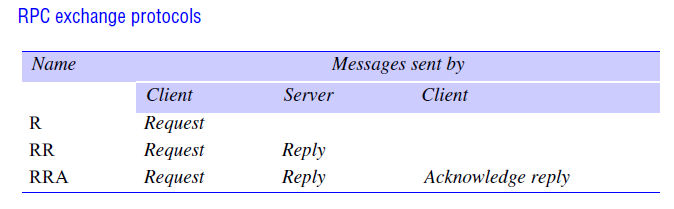 RPC exchange protocols
Name Messages sent by
Client Server Client
R Request
RR Request Reply
RRA Request Reply Acknowledge reply